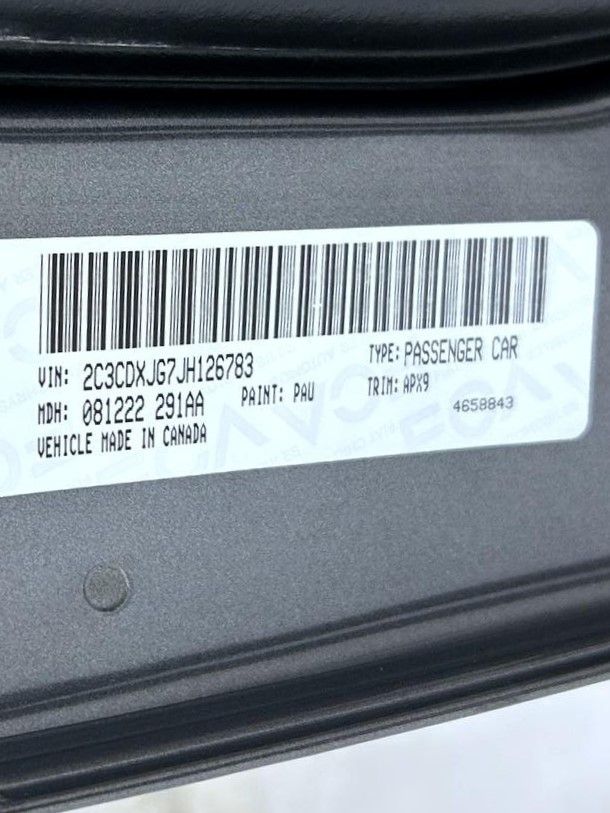 VIN: 2C3CDXJG7JH126783
TYPE: PASSENGER CAR
MDH: 081222 291AA
PAINT: PAU
TRIM: APX9
VEHICLE MADE IN CANADA
4658843